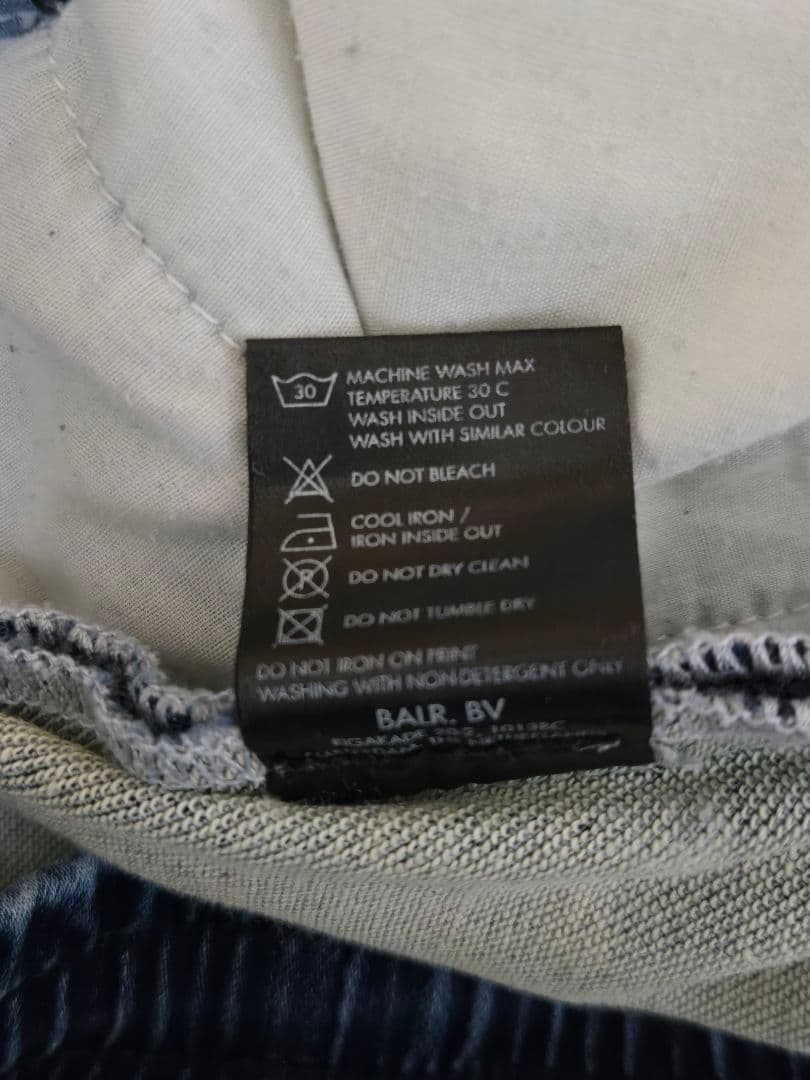 30
MACHINE WASH MAX
TEMPERATURE 30 C
WASH INSIDE OUT
WASH WITH SIMILAR COLOUR
DO NOT BLEACH
COOL IRON /
IRON INSIDE OUT
P
DO NOT DRY CLEAN
DO NOT TUMBLE DRY
DO NOT IRON ON PRINT
WASHING WITH NON DETERGENT ONLY
BALR. BV